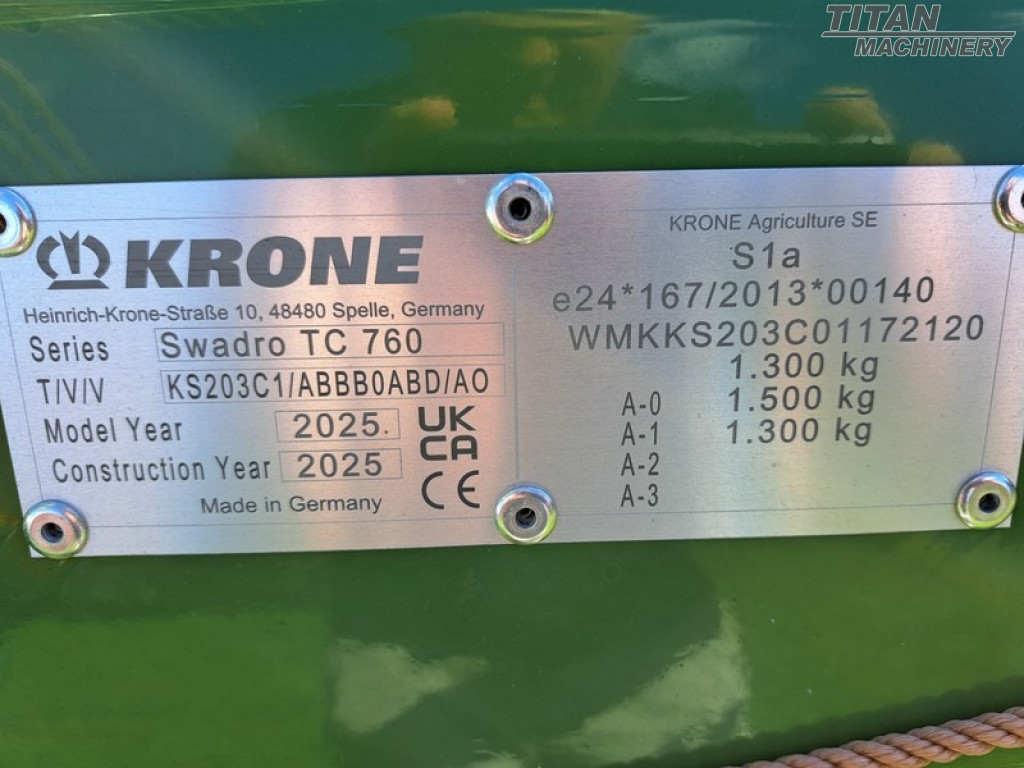 TITAN
MACHINERY
KRONE
Heinrich-Krone-Straße 10, 48480 Spelle, Germany
Series Swadro TC 760
T/V/V KS203C1/ABBB0ABD/AO
Model Year 2025.
Construction Year 2025
UK
CA
CE
Made in Germany
KRONE Agriculture SE
S1a
e24*167/2013*00140
WMKKS203C01172120
1.300 kg
A-0 1.500 kg
A-1 1.300 kg
A-2
A-3